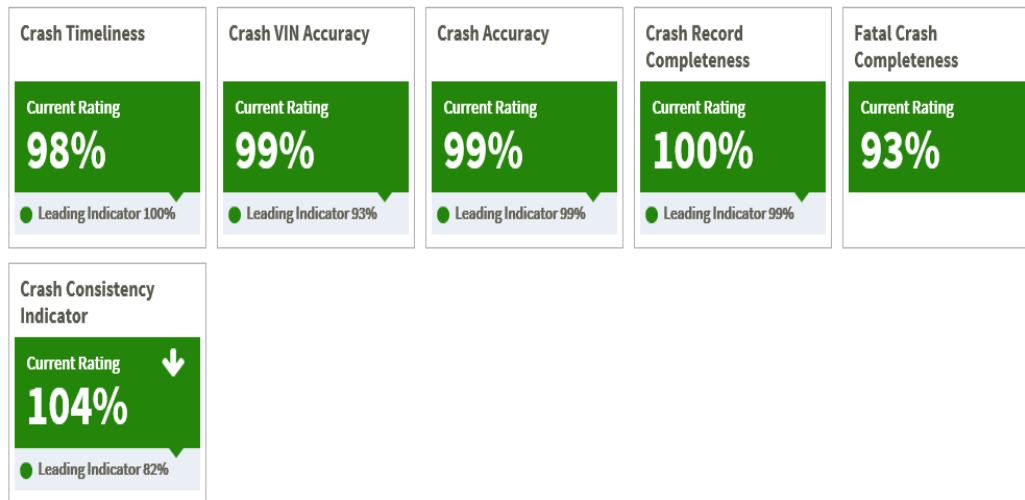 Crash Timeliness
Current Rating
98%
Leading Indicator 100%
Crash VIN Accuracy
Current Rating
99%
Leading Indicator 93%
Crash Accuracy
Current Rating
99%
Leading Indicator 99%
Crash Record
Completeness
Current Rating
100%
Leading Indicator 99%
Fatal Crash
Completeness
Current Rating
93%
Crash Consistency
Indicator
Current Rating
104%
Leading Indicator 82%